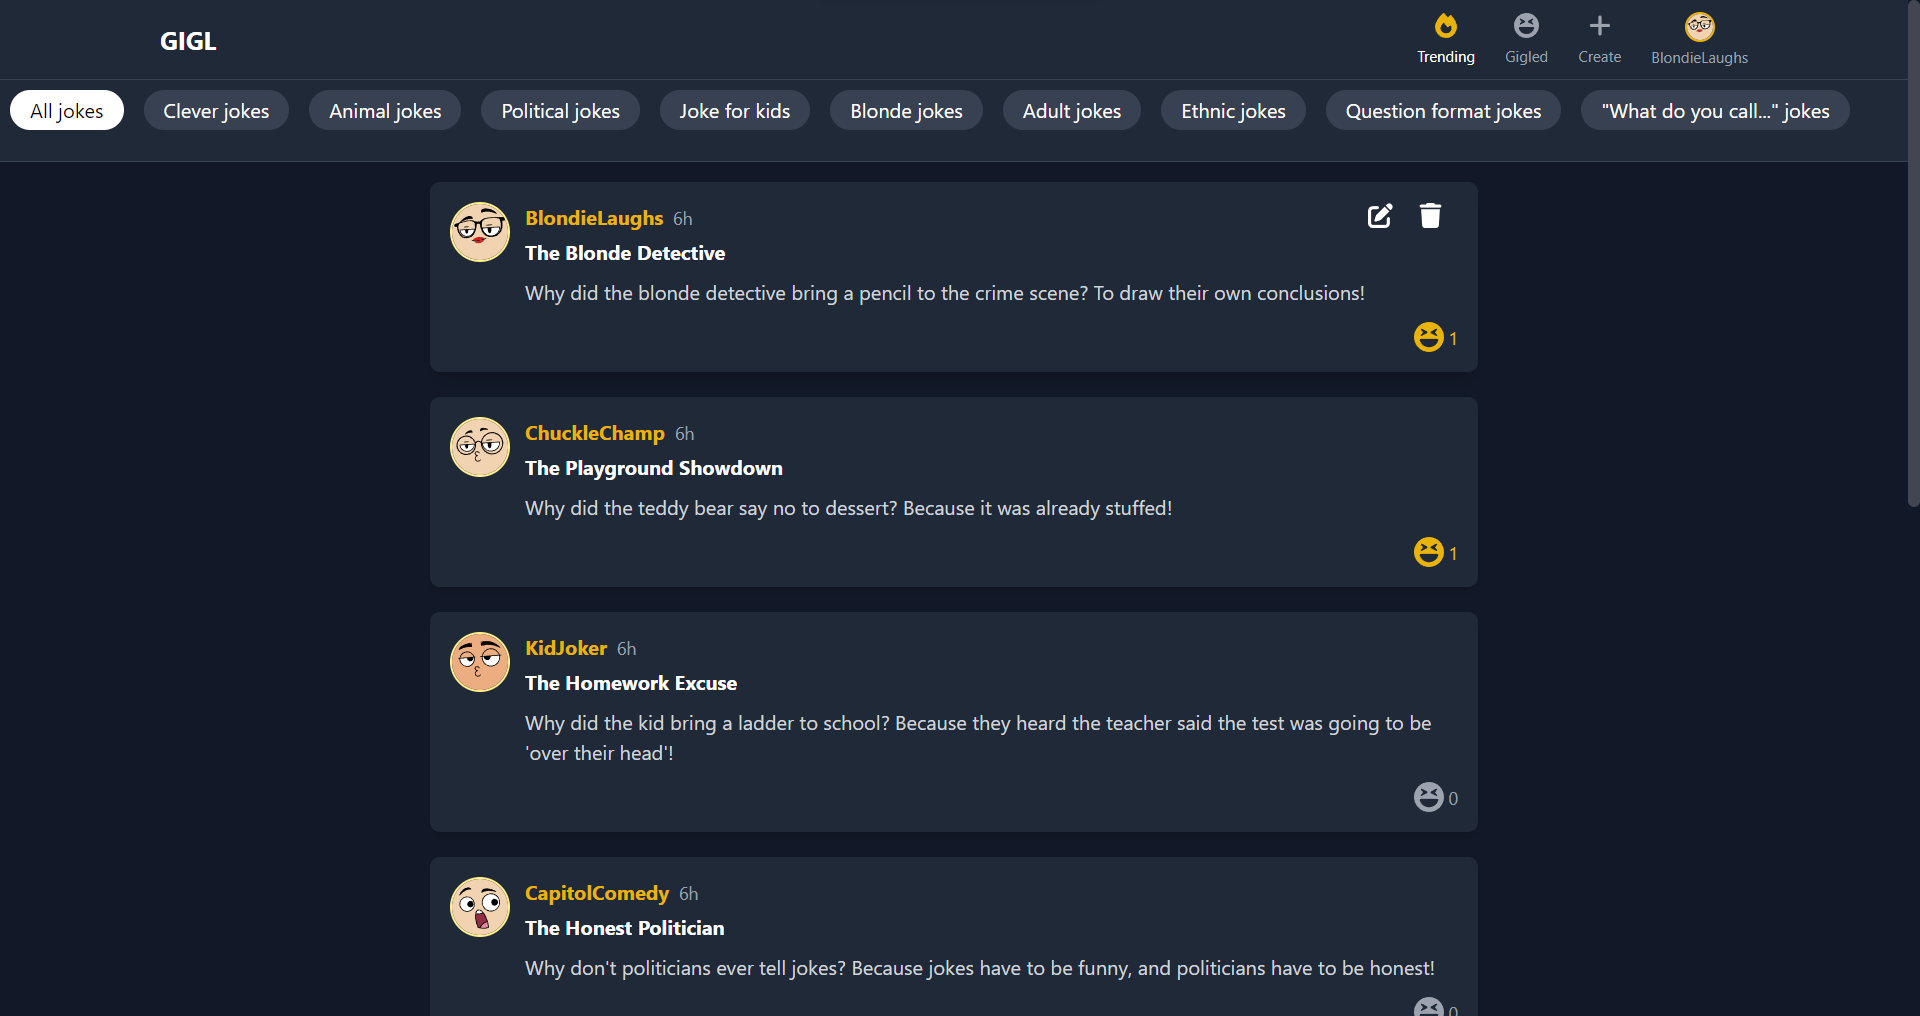 GIGL
Trending
Gigled
Create
BlondieLaughs
All jokes
Clever jokes
Animal jokes
Political jokes
Joke for kids
Blonde jokes
Adult jokes
Ethnic jokes
Question format jokes
"What do you call..." jokes
BlondieLaughs 6h
The Blonde Detective
Why did the blonde detective bring a pencil to the crime scene? To draw their own conclusions!
1
ChuckleChamp 6h
The Playground Showdown
Why did the teddy bear say no to dessert? Because it was already stuffed!
1
KidJoker 6h
The Homework Excuse
Why did the kid bring a ladder to school? Because they heard the teacher said the test was going to be
'over their head'!
0
CapitolComedy 6h
The Honest Politician
Why don't politicians ever tell jokes? Because jokes have to be funny, and politicians have to be honest!
0